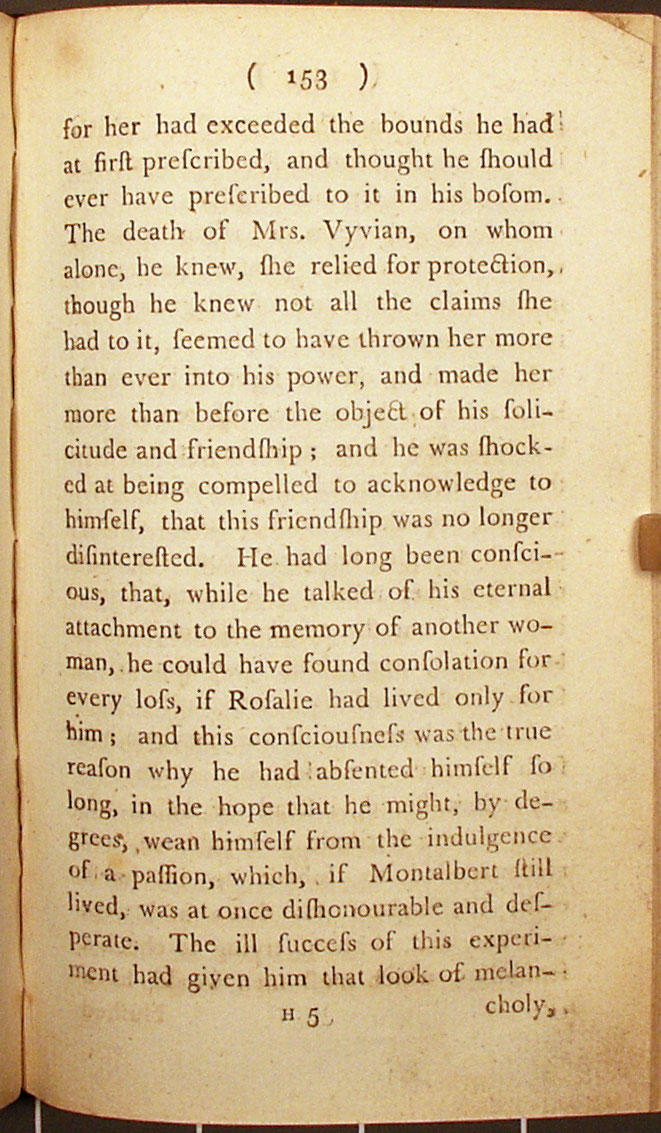 ( 153 )
for her had exceeded the bounds he had
at firſt preſcribed, and thought he ſhould
ever have preſcribed to it in his boſom.
The death of Mrs. Vyvian, on whom
alone, he knew, ſhe relied for protection,
though he knew not all the claims ſhe
had to it, ſeemed to have thrown her more
than ever into his power, and made her
more than before the object of his ſoli-
citude and friendſhip ; and he was ſhock-
ed at being compelled to acknowledge to
himſelf, that this friendſhip was no longer
diſintereſted. He had long been conſci-
ous, that, while he talked of his eternal
attachment to the memory of another wo-
man, he could have found conſolation for
every loſs, if Roſalie had lived only for
him ; and this conſciouſneſs was the true
reaſon why he had abſented himſelf ſo
long, in the hope that he might, by de-
grees, wean himſelf from the indulgence
of a paſſion, which, if Montalbert ſtill
lived, was at once diſhonourable and deſ-
perate. The ill ſucceſs of this experi-
ment had given him that look of melan-
H 5 choly,